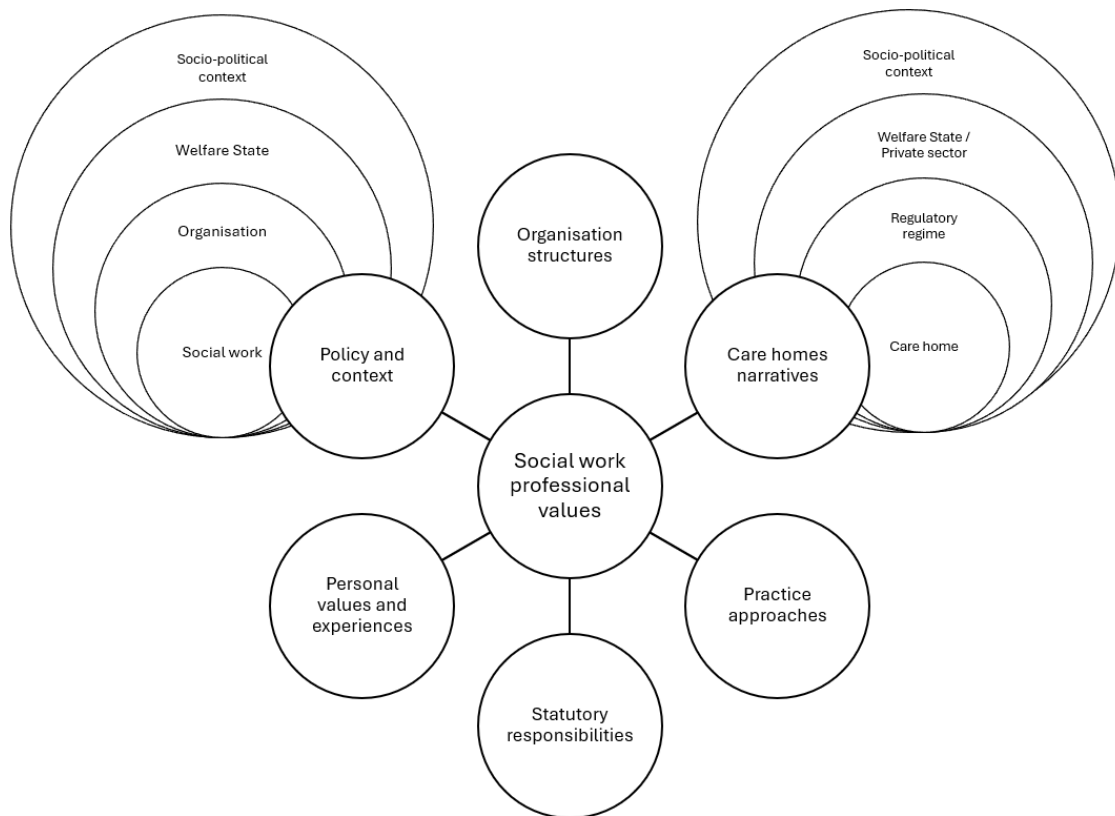 Socio-political
context
Welfare State
Organisation
Social work
Policy and
context
Organisation
structures
Socio-political
context
Welfare State /
Private sector
Regulatory
regime
Care home
Care homes
narratives
Social work
professional
values
Personal
values and
experiences
Practice
approaches
Statutory
responsibilities